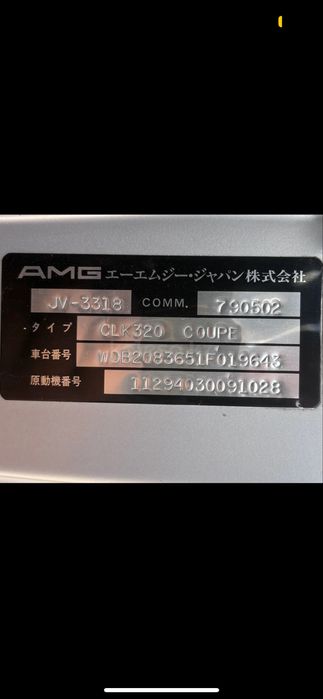 AMG エーエムジー・ジャパン株式会社
JV-3318 COMM. 790502
タイプ CLK320 COUPE
車台番号 WDB2083651F019643
原動機番号 11294030091028